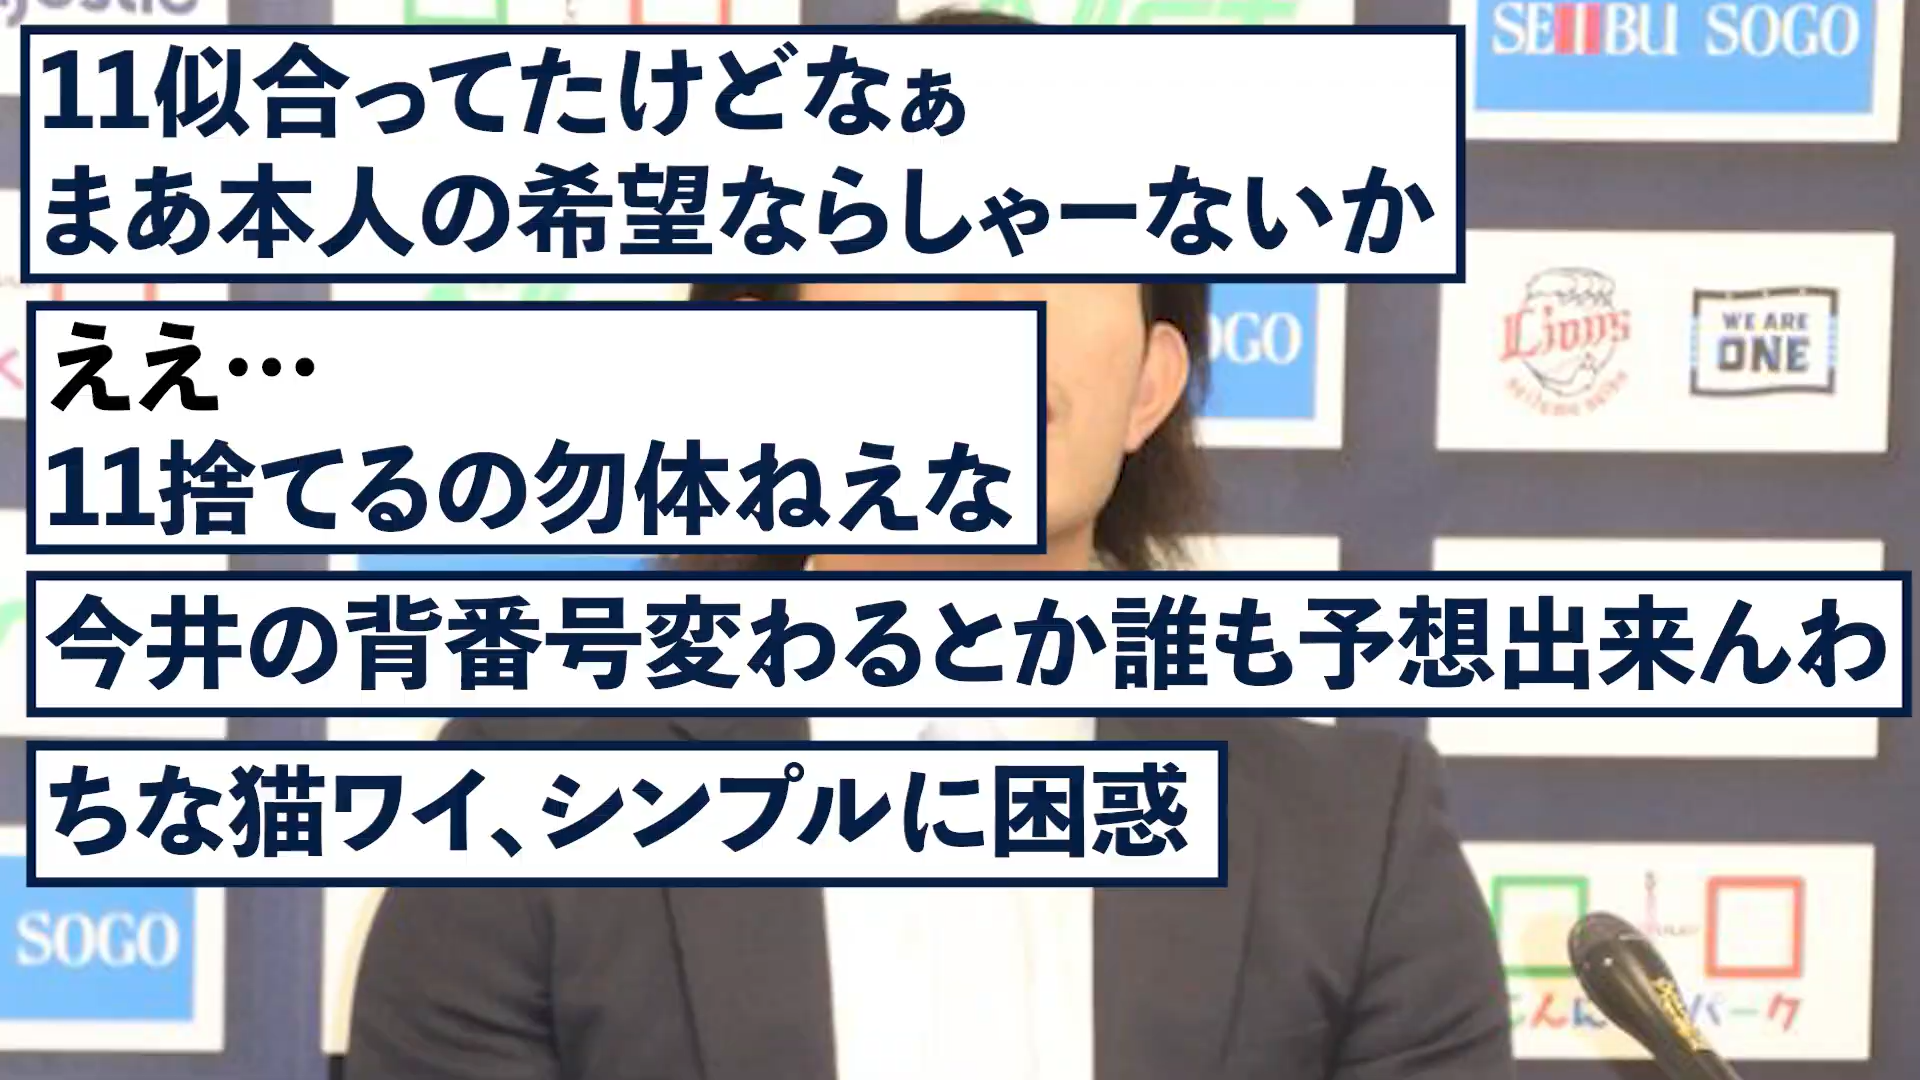 SEIBU SOGO
11似合ってたけどなぁ
まあ本人の希望ならしゃーないか
Lions
WE ARE
ONE
OGO
ええ…
11捨てるの勿体ねえな
今井の背番号変わるとか誰も予想出来んわ
ちな猫ワイ、シンプルに困惑
SOGO
パーク